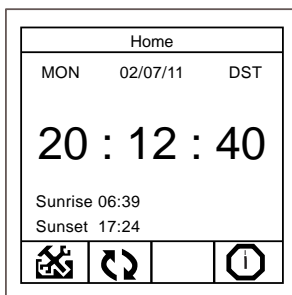 Home
MON 02/07/11 DST
20 : 12 : 40
Sunrise 06:39
Sunset 17:24
i